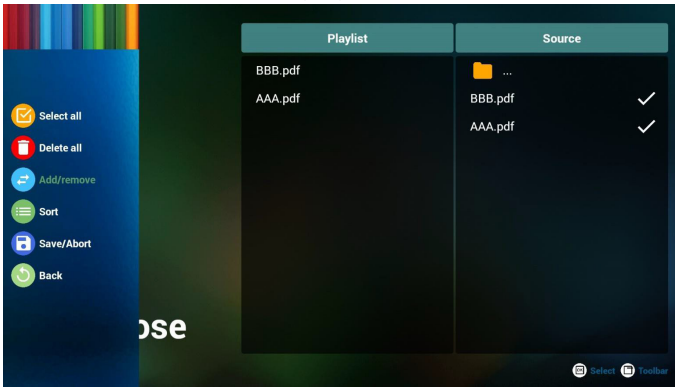 Playlist
Source
BBB.pdf
AAA.pdf
...
BBB.pdf
AAA.pdf
Select all
Delete all
Add/remove
Sort
Save/Abort
Back
ose
Select
Toolbar